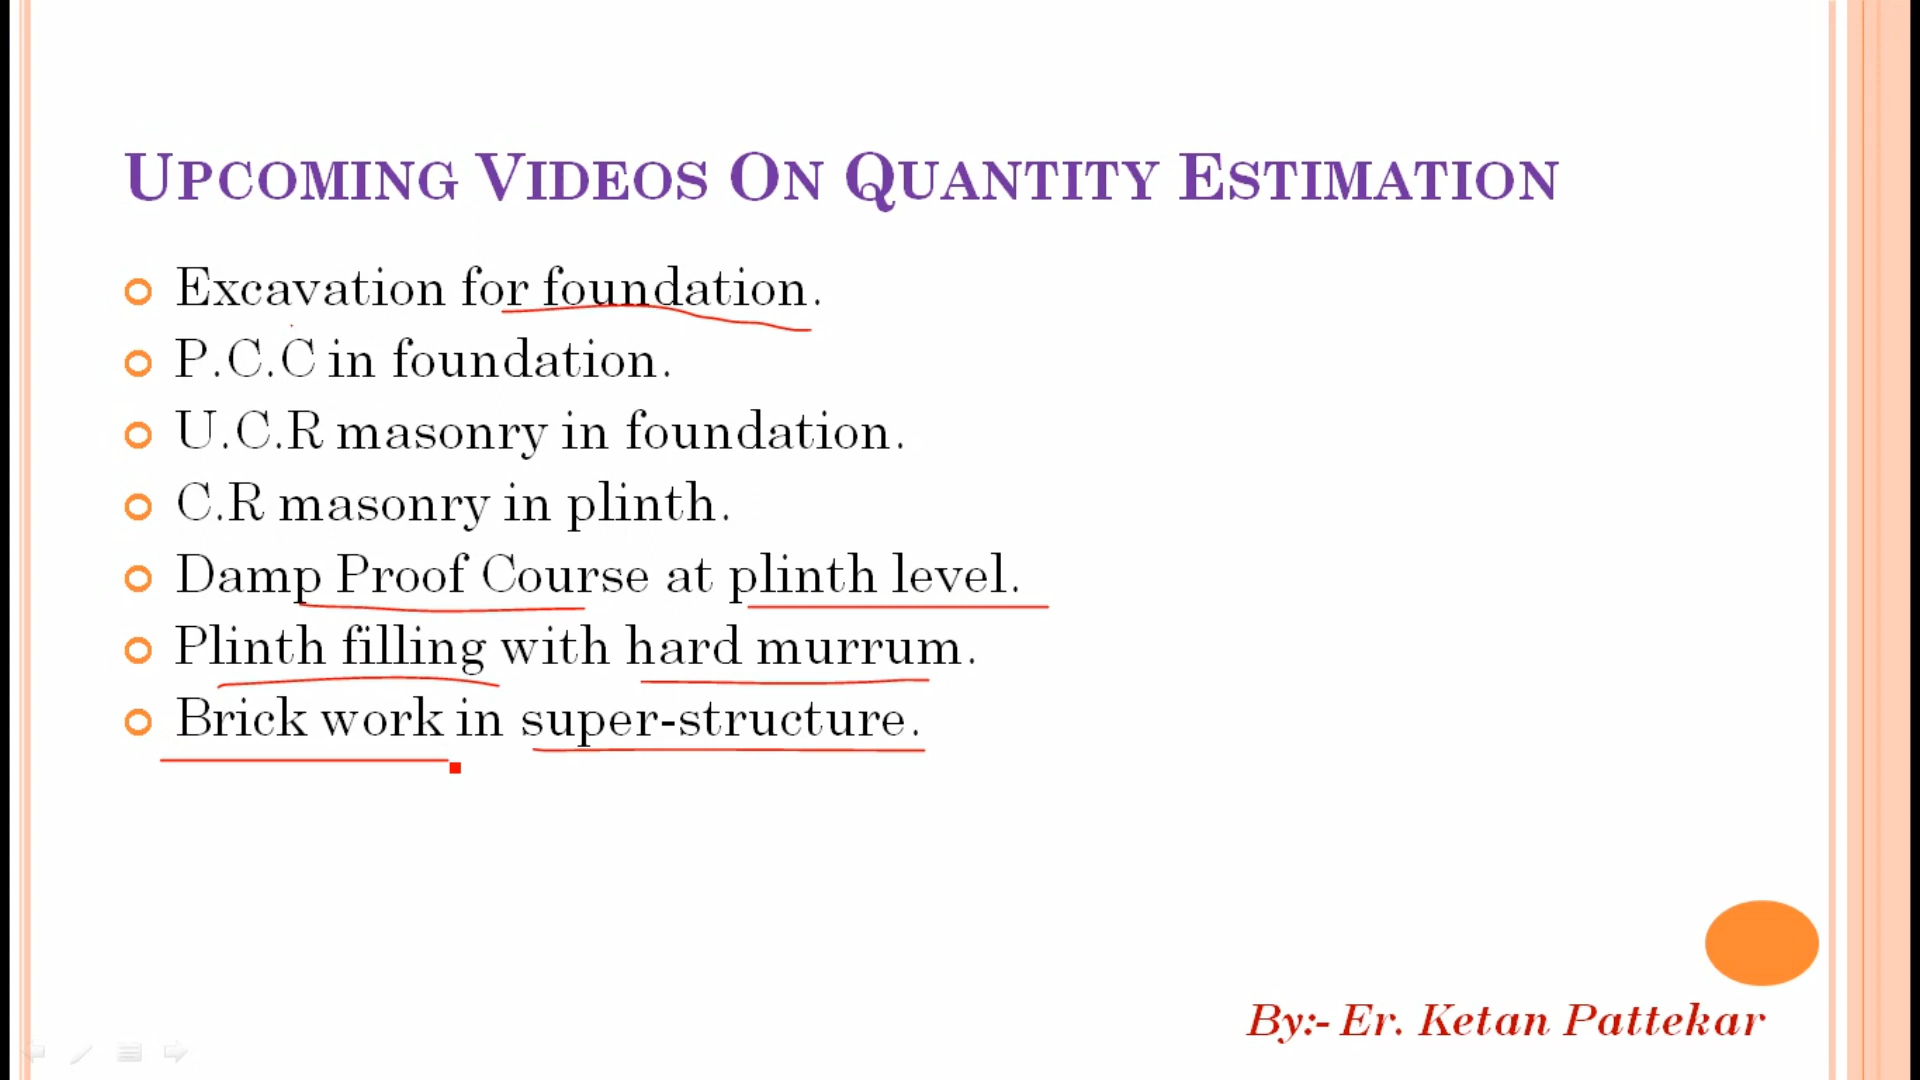 UPCOMING VIDEOS ON QUANTITY ESTIMATION
Excavation for foundation.
P.C.C in foundation.
U.C.R masonry in foundation.
C.R masonry in plinth.
Damp Proof Course at plinth level.
Plinth filling with hard murrum.
Brick work in super-structure.
By:- Er. Ketan Pattekar